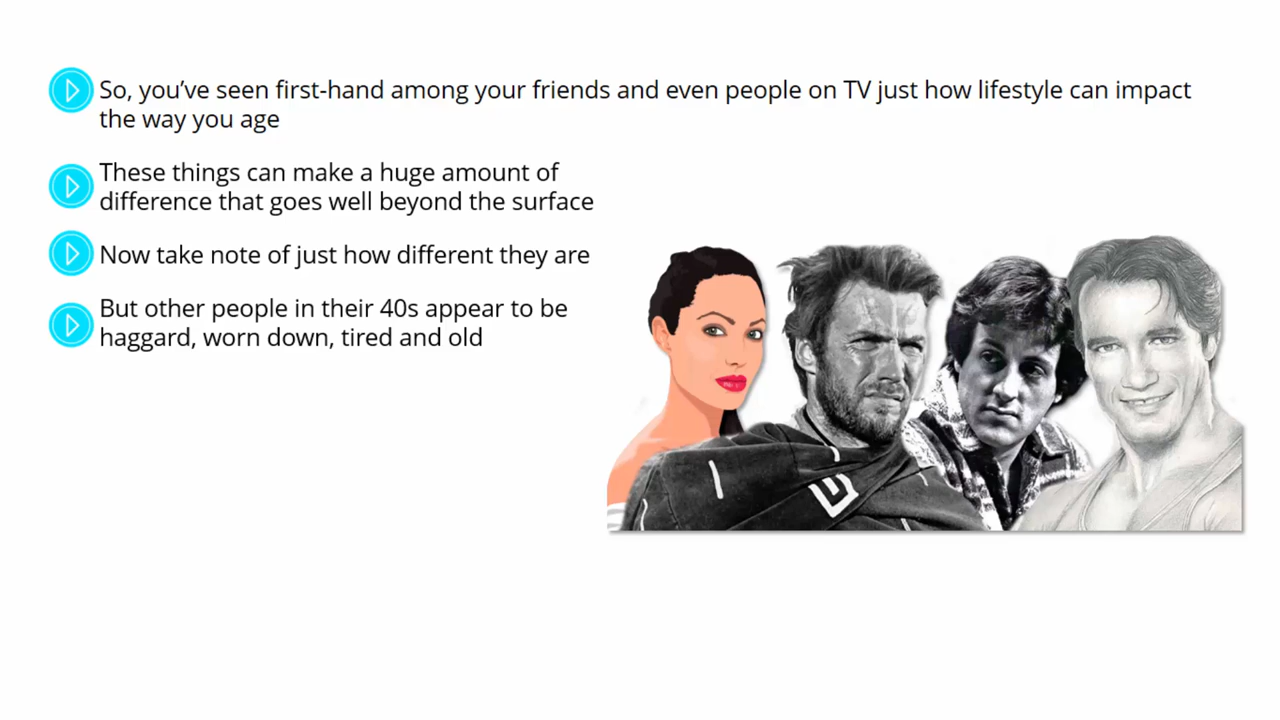 So, you’ve seen first-hand among your friends and even people on TV just how lifestyle can impact
the way you age
These things can make a huge amount of
difference that goes well beyond the surface
Now take note of just how different they are
But other people in their 40s appear to be
haggard, worn down, tired and old